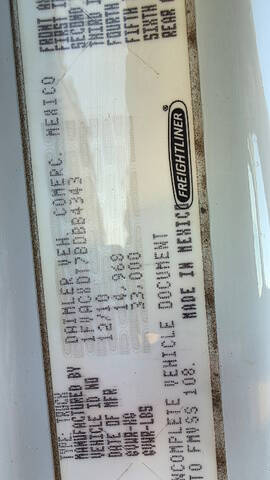 TYPE TRUCK
MANUFACTURED BY DAIMLER VEH. COMERC. MEXICO
VEHICLE ID NO 1FVACXDT7BDBB4343
DATE OF MFR 12/10
GVWR-KG 14,968
GVWR-LBS 33,000
INCOMPLETE VEHICLE DOCUMENT
TO FMVSS 108.
MADE IN MEXICO
FREIGHTLINER
FRONT
FIRST
SECOND
THIRD
FOURTH
FIFTH
SIXTH
REAR